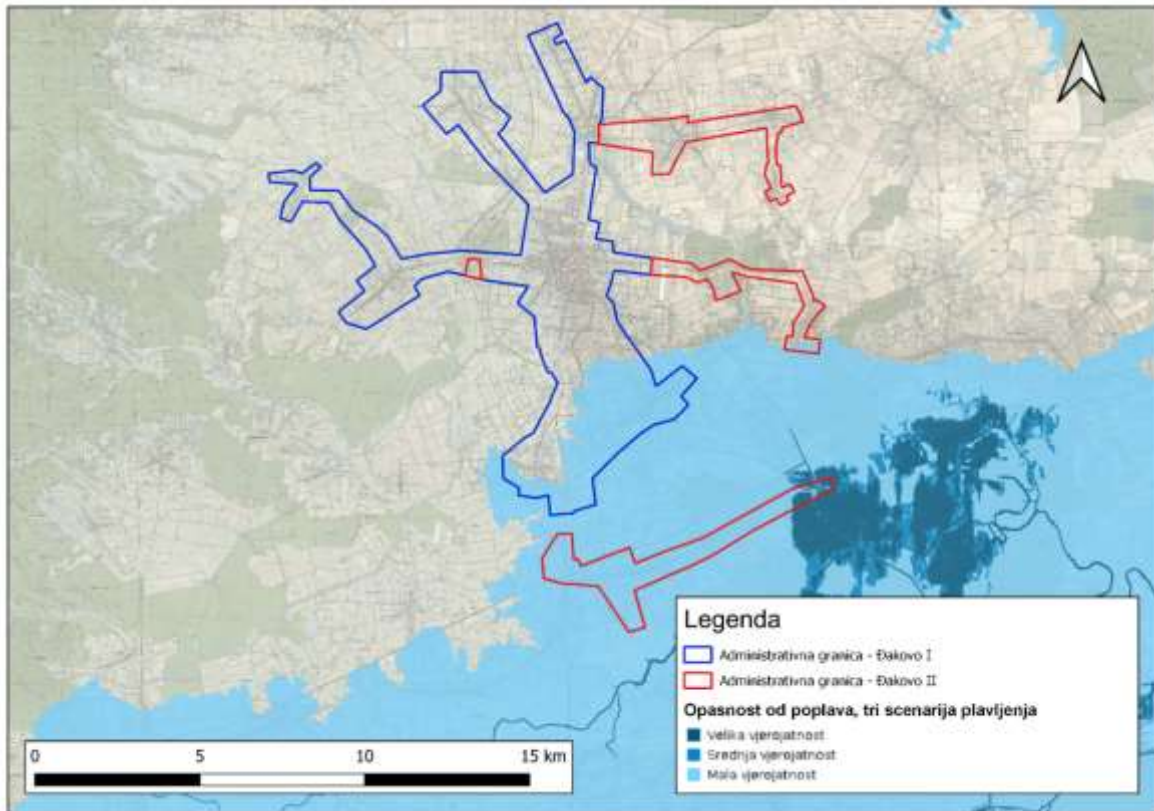 Legenda
Administrativna granica - Đakovo I
Administrativna granica - Đakovo II
Opasnost od poplava, tri scenarija plavljenja
Velika vjerojatnost
Srednja vjerojatnost
Mala vjerojatnost
0 5 10 15 km